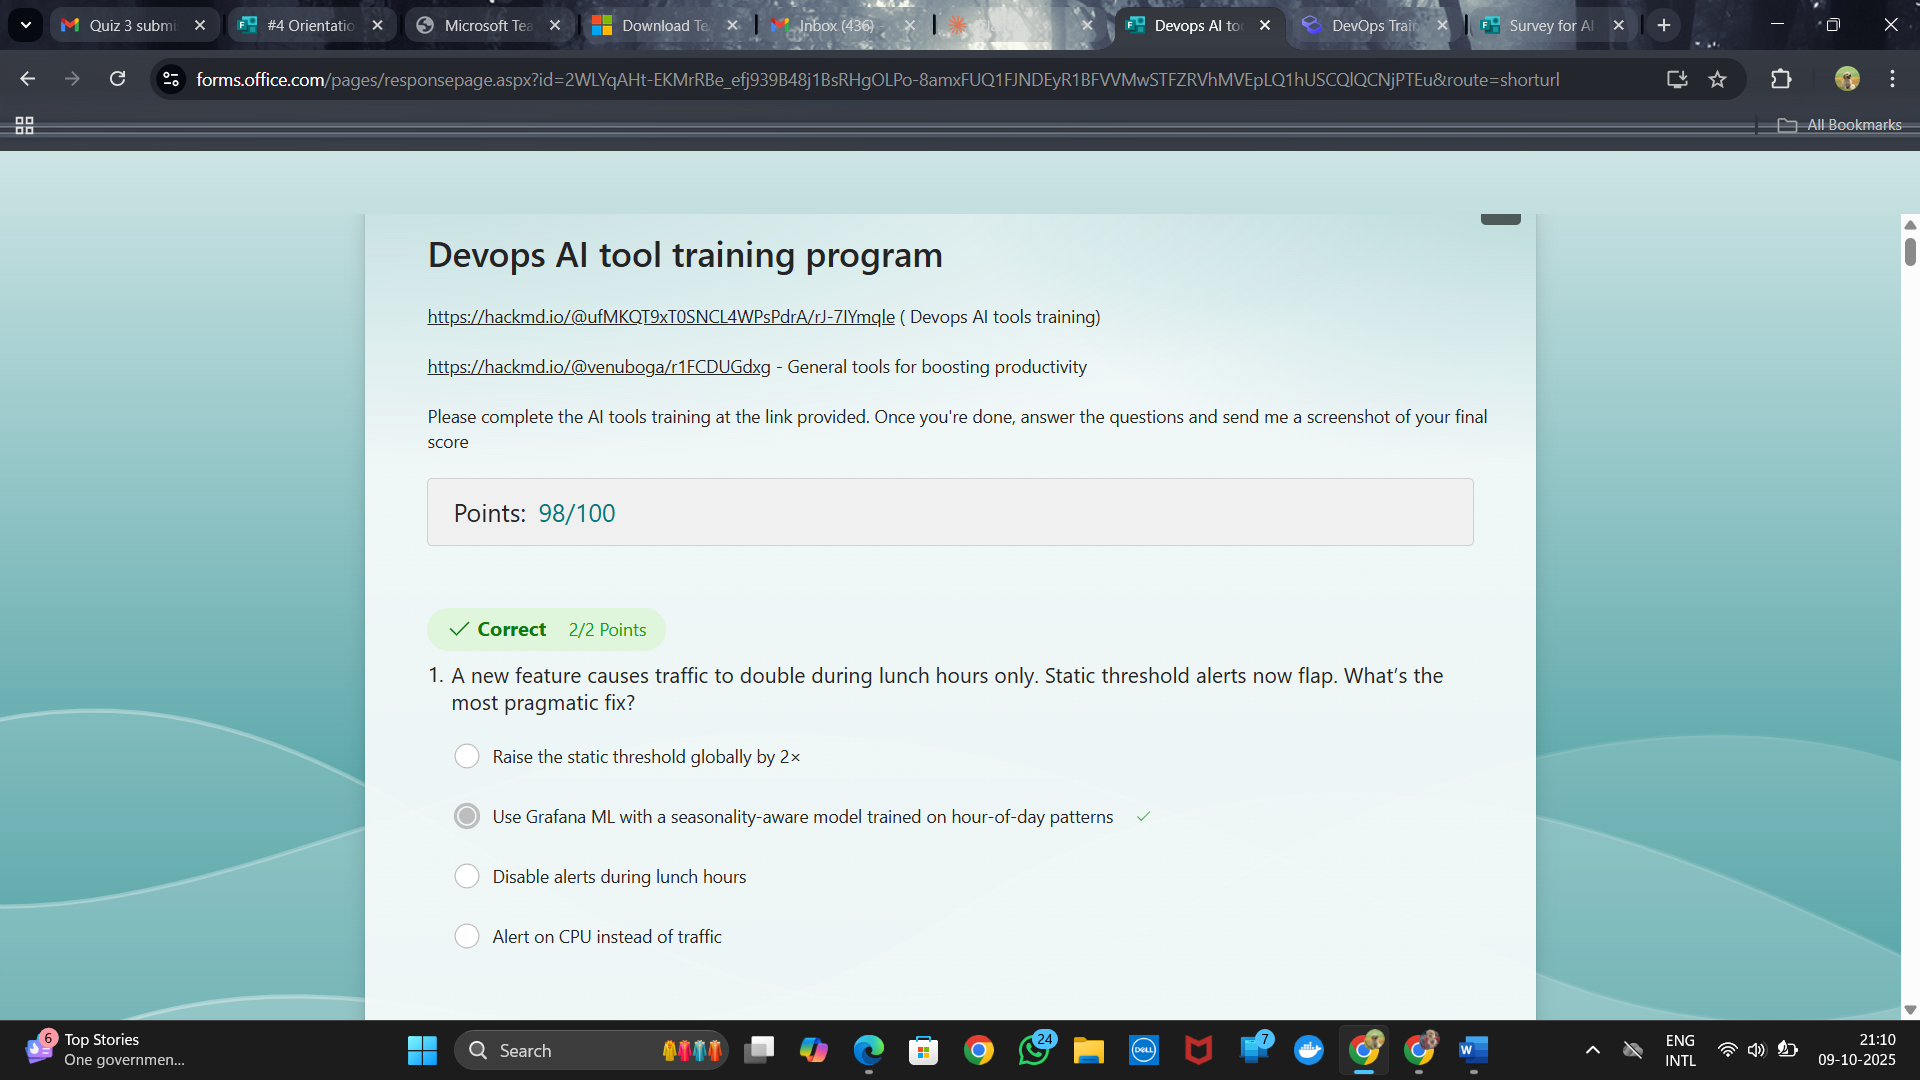 Quiz 3 submi
#4 Orientatio
Microsoft Tea
Download Te
Inbox (436)
Devops AI too
DevOps Train
Survey for AI
forms.office.com/pages/responsepage.aspx?id=2WLYqAHt-EKMrRBe_efj939B48j1BsRHgOLPo-8amxFUQ1FJNDEyR1BFVVMwSTFZRVhMVEpLQ1hUSCQlQCNjPTEu&route=shorturl
All Bookmarks
Devops AI tool training program
https://hackmd.io/@ufMKQT9xT0SNCL4WPsPdrA/rJ-7IYmqle ( Devops AI tools training)
https://hackmd.io/@venuboga/r1FCDUGdxg - General tools for boosting productivity
Please complete the AI tools training at the link provided. Once you're done, answer the questions and send me a screenshot of your final
score
Points: 98/100
Correct 2/2 Points
1. A new feature causes traffic to double during lunch hours only. Static threshold alerts now flap. What’s the
most pragmatic fix?
Raise the static threshold globally by 2×
Use Grafana ML with a seasonality-aware model trained on hour-of-day patterns
Disable alerts during lunch hours
Alert on CPU instead of traffic
6
Top Stories
One governmen...
Search
24
DELL
7
W
ENG
INTL
21:10
09-10-2025